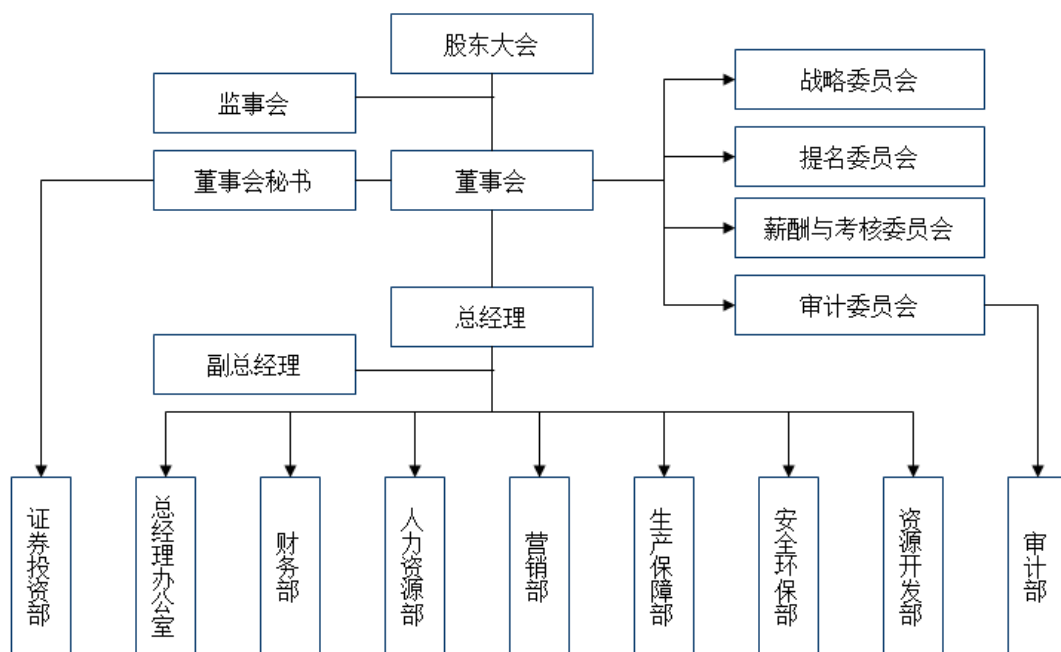 股东大会
监事会
战略委员会
提名委员会
董事会秘书
董事会
薪酬与考核委员会
审计委员会
总经理
副总经理
证券投资部
总经理办公室
财务部
人力资源部
营销部
生产保障部
安全环保部
资源开发部
审计部